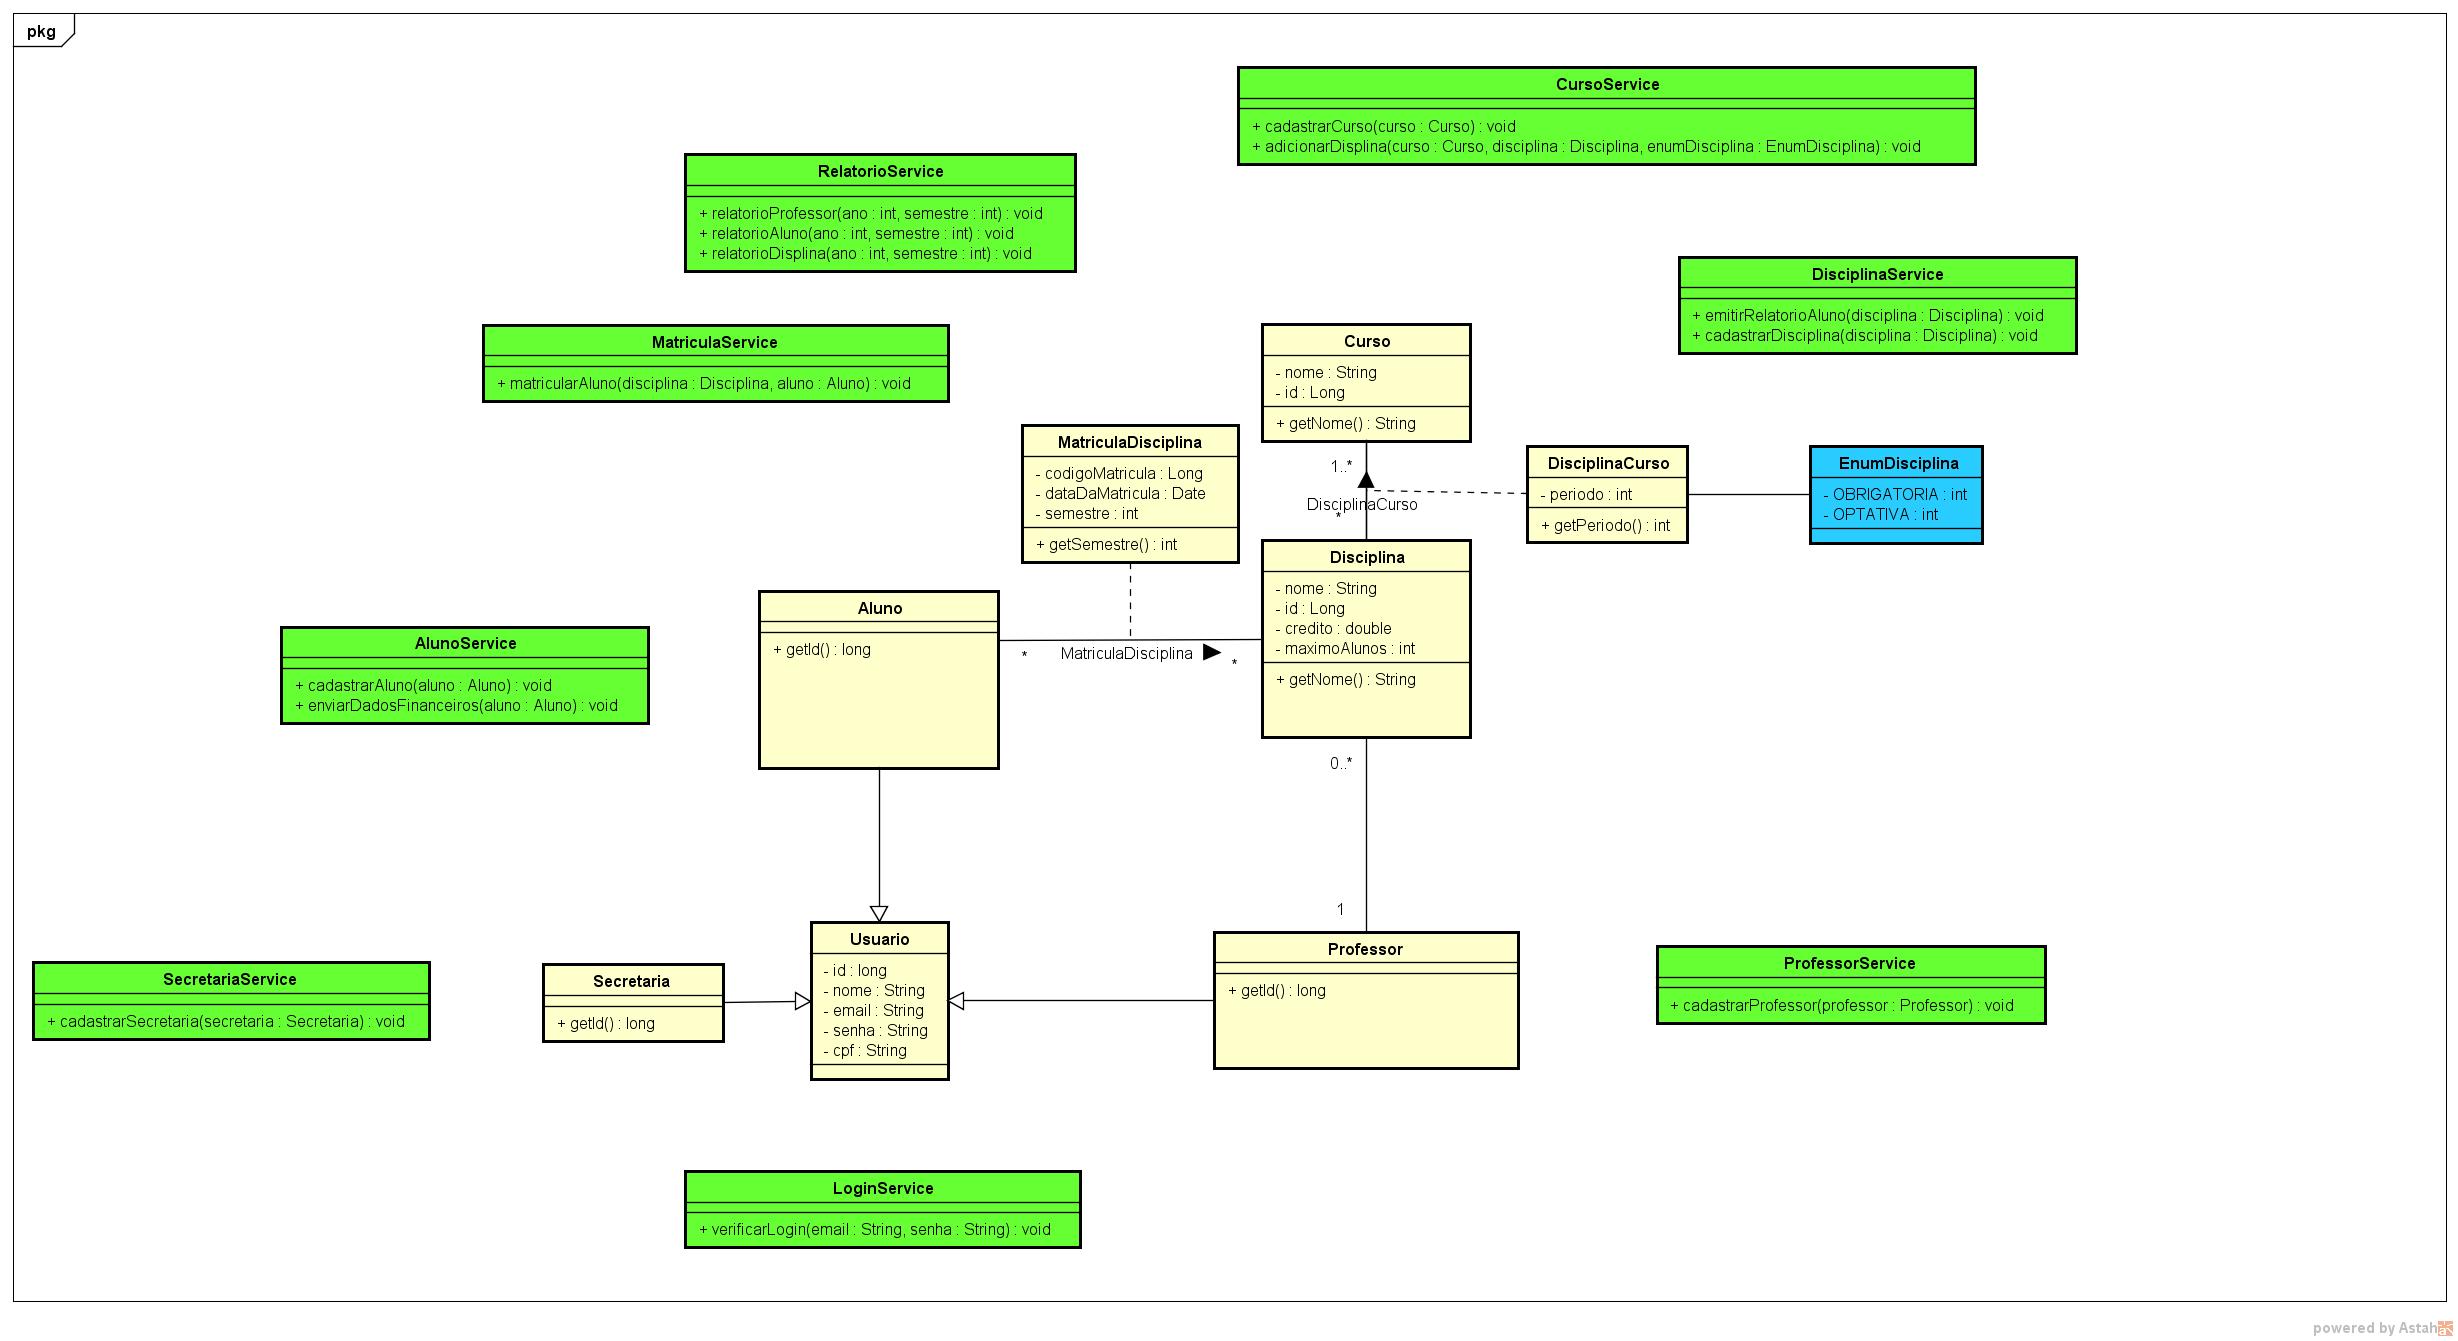 pkg
CursoService
+ cadastrarCurso(curso : Curso) : void
+ adicionarDisplina(curso : Curso, disciplina : Disciplina, enumDisciplina : EnumDisciplina) : void
RelatorioService
+ relatorioProfessor(ano : int, semestre : int) : void
+ relatorioAluno(ano : int, semestre : int) : void
+ relatorioDisplina(ano : int, semestre : int) : void
DisciplinaService
+ emitirRelatorioAluno(disciplina : Disciplina) : void
+ cadastrarDisciplina(disciplina : Disciplina) : void
MatriculaService
+ matricularAluno(disciplina : Disciplina, aluno : Aluno) : void
Curso
- nome : String
- id : Long
+ getNome() : String
MatriculaDisciplina
- codigoMatricula : Long
- dataDaMatricula : Date
- semestre : int
+ getSemestre() : int
1..*
DisciplinaCurso
*
DisciplinaCurso
- periodo : int
+ getPeriodo() : int
EnumDisciplina
- OBRIGATORIA : int
- OPTATIVA : int
Disciplina
- nome : String
- id : Long
- credito : double
- maximoAlunos : int
+ getNome() : String
Aluno
+ getId() : long
*
MatriculaDisciplina
*
AlunoService
+ cadastrarAluno(aluno : Aluno) : void
+ enviarDadosFinanceiros(aluno : Aluno) : void
0..*
1
Usuario
- id : long
- nome : String
- email : String
- senha : String
- cpf : String
Professor
+ getId() : long
ProfessorService
+ cadastrarProfessor(professor : Professor) : void
SecretariaService
+ cadastrarSecretaria(secretaria : Secretaria) : void
Secretaria
+ getId() : long
LoginService
+ verificarLogin(email : String, senha : String) : void
powered by Astah